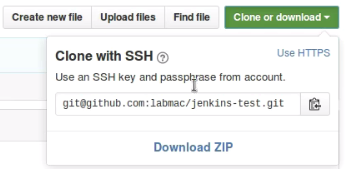 Create new file Upload files Find file Clone or download
Clone with SSH Use HTTPS
Use an SSH key and passphrase from account.
git@github.com:labmac/jenkins-test.git
Download ZIP